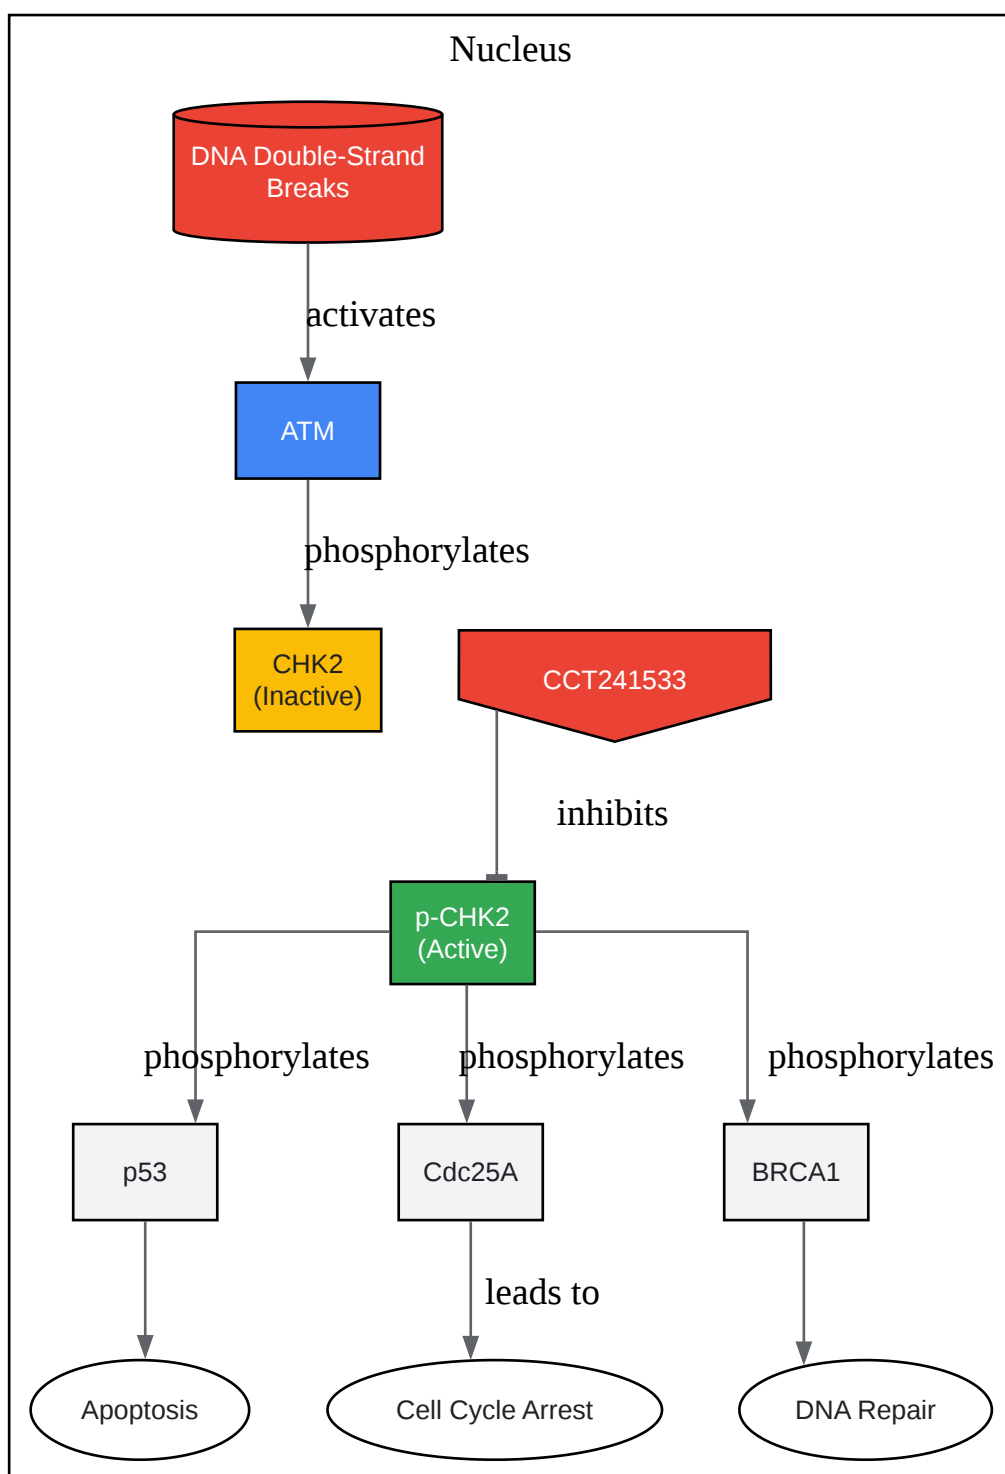 Nucleus
DNA Double-Strand
Breaks
activates
ATM
phosphorylates
CHK2
(Inactive)
CCT241533
inhibits
p-CHK2
(Active)
phosphorylates
phosphorylates
phosphorylates
p53
Cdc25A
BRCA1
leads to
Apoptosis
Cell Cycle Arrest
DNA Repair